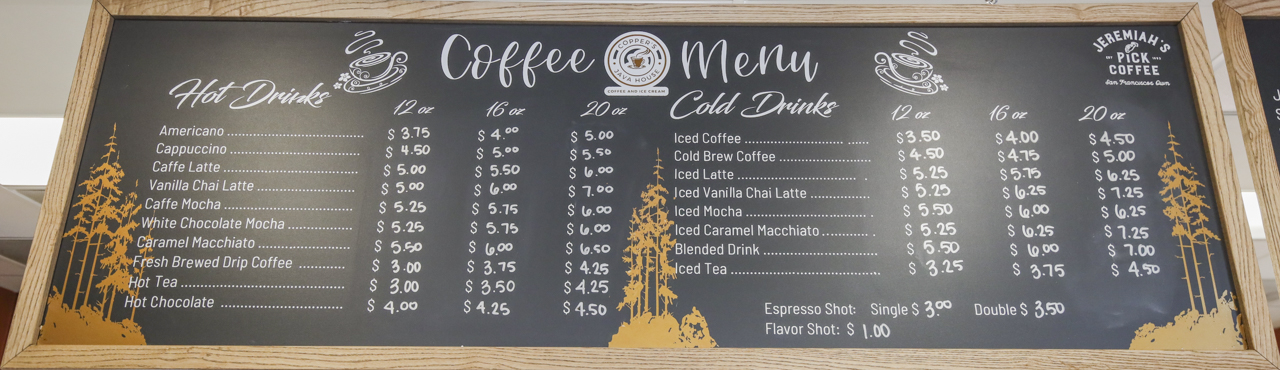 Coffee Menu
COPPER'S
JAVA HOUSE
COFFEE AND ICE CREAM
JEREMIAH'S
PICK
COFFEE
San Franciscos Own
Hot Drinks
12 oz 16 oz 20 oz
Americano $ 3.75 $ 4.00 $ 5.00
Cappuccino $ 4.50 $ 5.00 $ 5.50
Caffe Latte $ 5.00 $ 5.50 $ 6.00
Vanilla Chai Latte $ 5.00 $ 6.00 $ 7.00
Caffe Mocha $ 5.25 $ 5.75 $ 6.00
White Chocolate Mocha $ 5.25 $ 5.75 $ 6.00
Caramel Macchiato $ 5.50 $ 6.00 $ 6.50
Fresh Brewed Drip Coffee $ 3.00 $ 3.75 $ 4.25
Hot Tea $ 3.00 $ 3.50 $ 4.25
Hot Chocolate $ 4.00 $ 4.25 $ 4.50
Cold Drinks
12 oz 16 oz 20 oz
Iced Coffee $ 3.50 $ 4.00 $ 4.50
Cold Brew Coffee $ 4.50 $ 4.75 $ 5.00
Iced Latte $ 5.25 $ 5.75 $ 6.25
Iced Vanilla Chai Latte $ 5.25 $ 6.25 $ 7.25
Iced Mocha $ 5.50 $ 6.00 $ 6.25
Iced Caramel Macchiato $ 5.25 $ 6.25 $ 7.25
Blended Drink $ 5.50 $ 6.00 $ 7.00
Iced Tea $ 3.25 $ 3.75 $ 4.50
Espresso Shot: Single $ 3.00 Double $ 3.50
Flavor Shot: $ 1.00